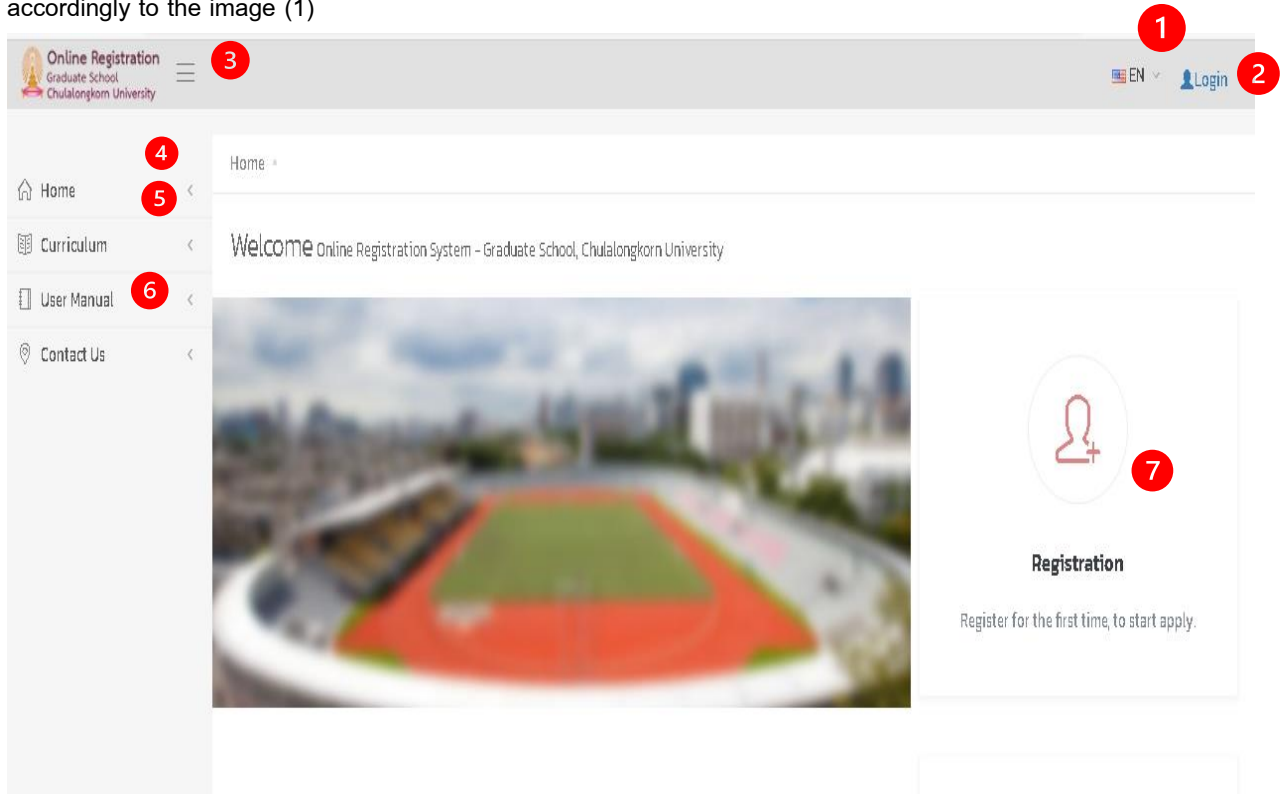 accordingly to the image (1)
1
Online Registration
Graduate School
Chulalongkorn University
3
EN
Login
2
4
Home
Home
5
Curriculum
Welcome Online Registration System - Graduate School, Chulalongkorn University
User Manual
6
Contact Us
7
Registration
Register for the first time, to start apply.